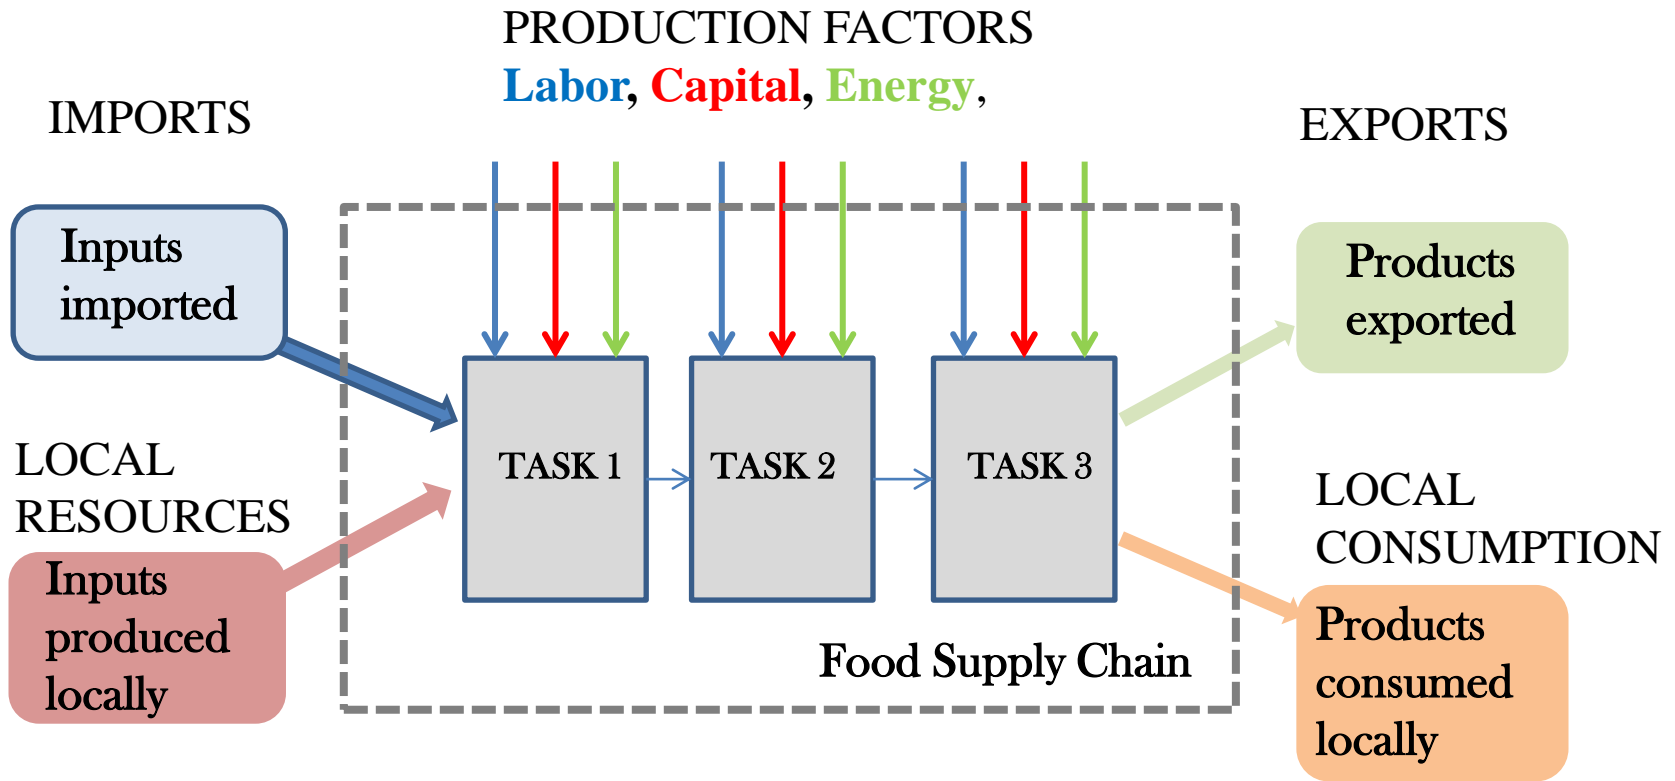 PRODUCTION FACTORS
Labor, Capital, Energy,
IMPORTS
EXPORTS
Inputs
imported
Products
exported
LOCAL
RESOURCES
TASK 1
TASK 2
TASK 3
LOCAL
CONSUMPTION
Inputs
produced
locally
Food Supply Chain
Products
consumed
locally